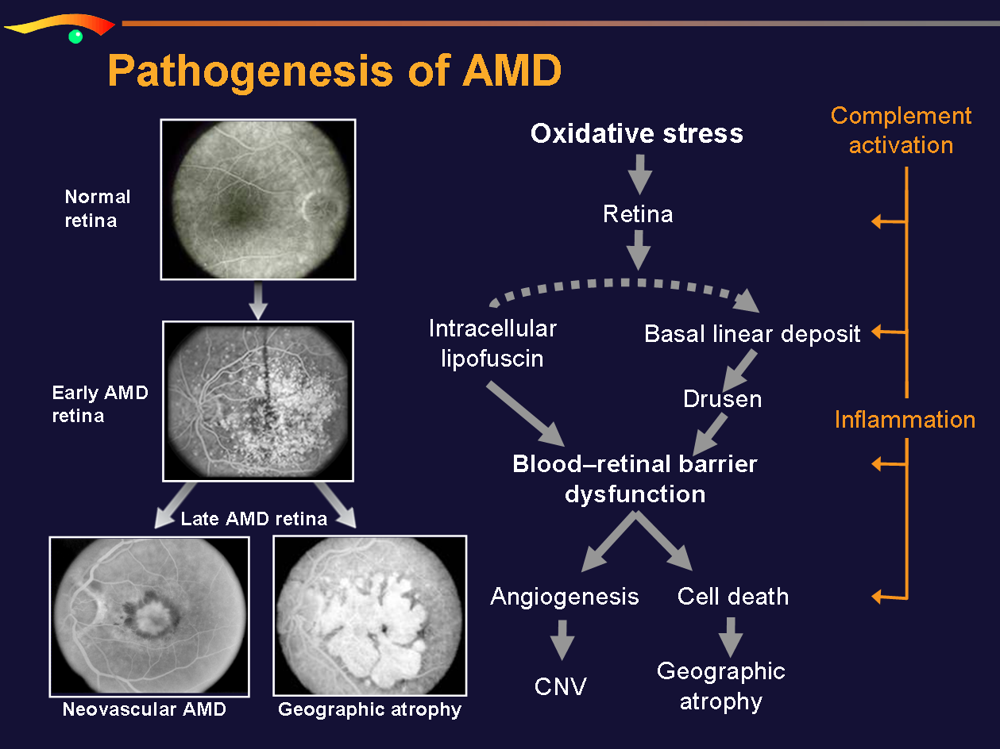 Pathogenesis of AMD
Normal
retina
Early AMD
retina
Late AMD retina
Neovascular AMD
Geographic atrophy
Oxidative stress
Retina
Intracellular
lipofuscin
Basal linear deposit
Drusen
Blood–retinal barrier
dysfunction
Angiogenesis
Cell death
CNV
Geographic
atrophy
Complement
activation
Inflammation